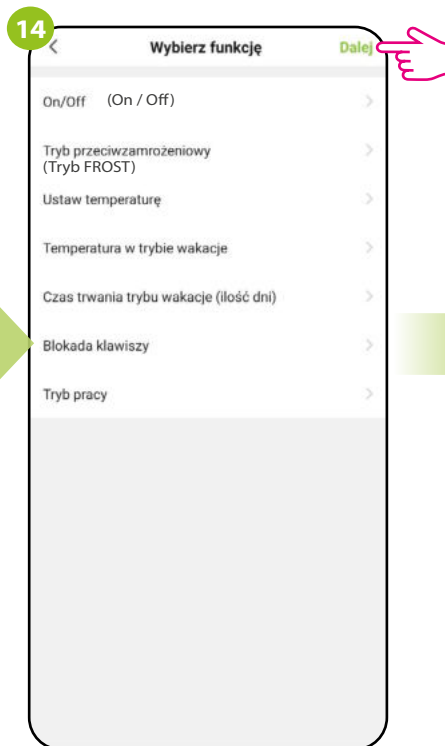 14
Wybierz funkcję Dalej
On/Off (On / Off)
Tryb przeciwzamrożeniowy
(Tryb FROST)
Ustaw temperaturę
Temperatura w trybie wakacje
Czas trwania trybu wakacje (ilość dni)
Blokada klawiszy
Tryb pracy